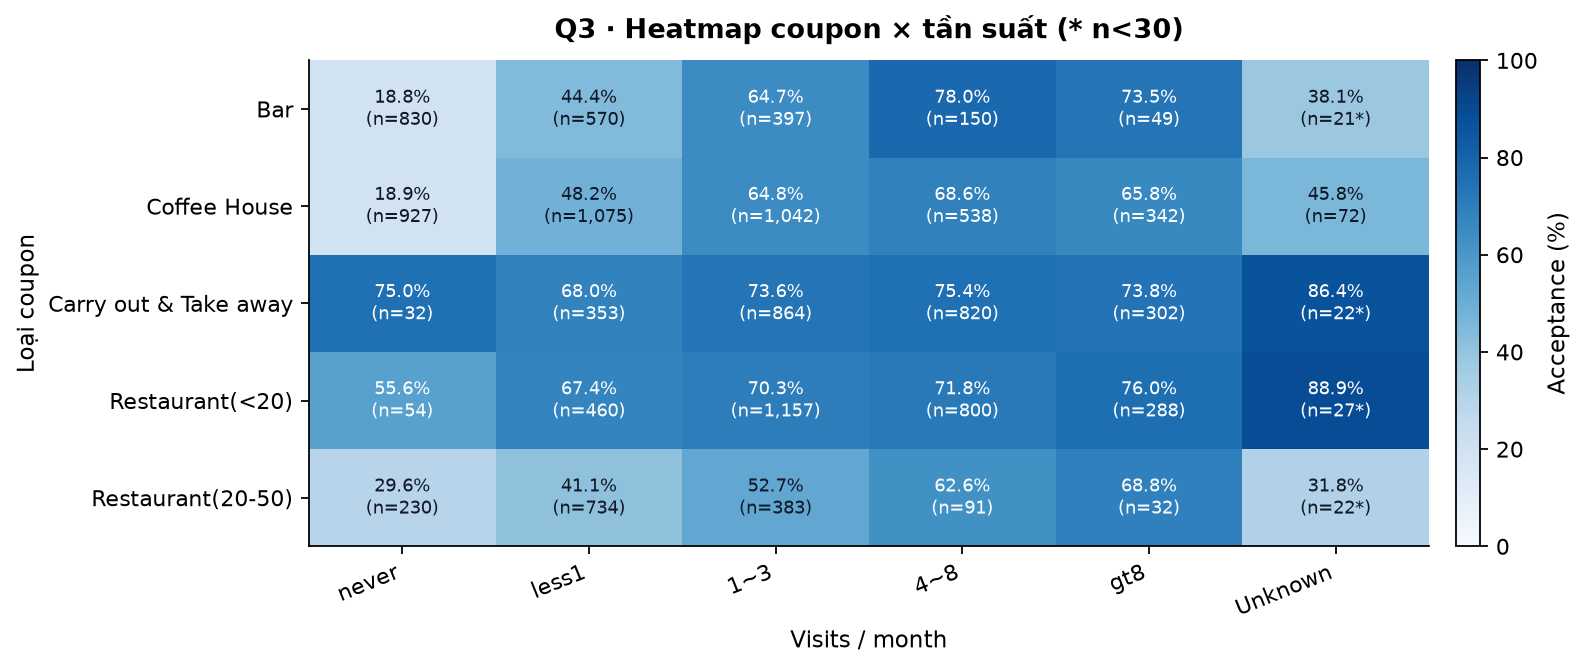 Q3 · Heatmap coupon × tần suất (* n<30)
Loại coupon
Bar
18.8%
(n=830)
44.4%
(n=570)
64.7%
(n=397)
78.0%
(n=150)
73.5%
(n=49)
38.1%
(n=21*)
Coffee House
18.9%
(n=927)
48.2%
(n=1,075)
64.8%
(n=1,042)
68.6%
(n=538)
65.8%
(n=342)
45.8%
(n=72)
Carry out & Take away
75.0%
(n=32)
68.0%
(n=353)
73.6%
(n=864)
75.4%
(n=820)
73.8%
(n=302)
86.4%
(n=22*)
Restaurant(<20)
55.6%
(n=54)
67.4%
(n=460)
70.3%
(n=1,157)
71.8%
(n=800)
76.0%
(n=288)
88.9%
(n=27*)
Restaurant(20-50)
29.6%
(n=230)
41.1%
(n=734)
52.7%
(n=383)
62.6%
(n=91)
68.8%
(n=32)
31.8%
(n=22*)
never
less1
1~3
4~8
gt8
Unknown
Visits / month
100
80
60
40
20
0
Acceptance (%)